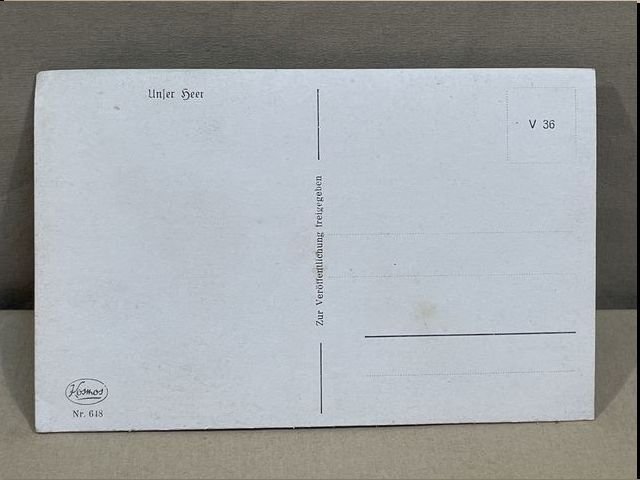 Unser Heer
V 36
Zur Veröffentlichung freigegeben
Kosmos
Nr. 648